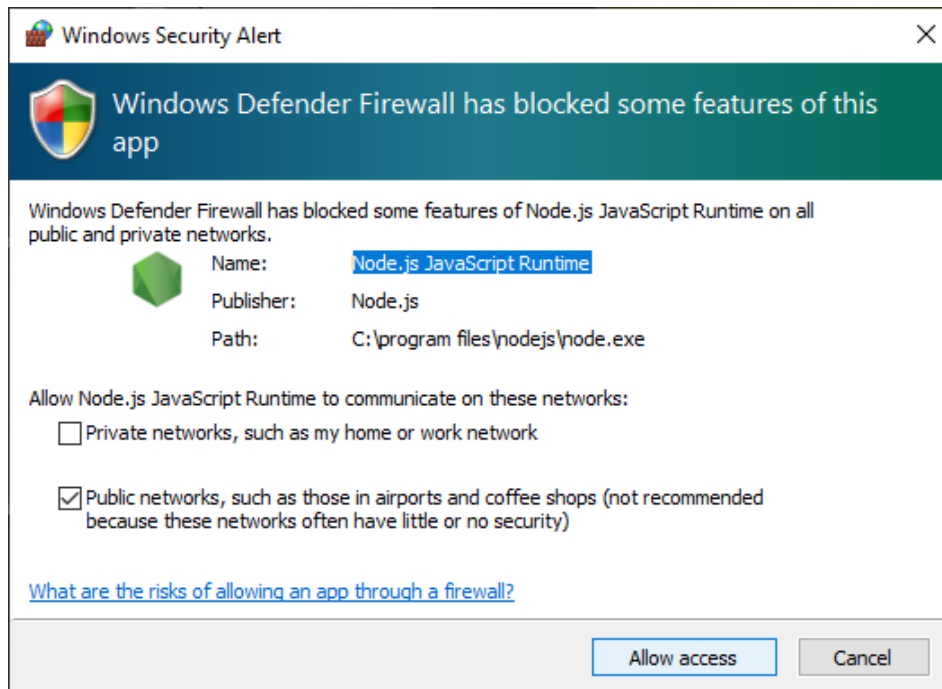 Windows Security Alert
Windows Defender Firewall has blocked some features of this
app
Windows Defender Firewall has blocked some features of Node.js JavaScript Runtime on all
public and private networks.
Name: Node.js JavaScript Runtime
Publisher: Node.js
Path: C:\program files\nodejs\node.exe
Allow Node.js JavaScript Runtime to communicate on these networks:
Private networks, such as my home or work network
Public networks, such as those in airports and coffee shops (not recommended
because these networks often have little or no security)
What are the risks of allowing an app through a firewall?
Allow access Cancel